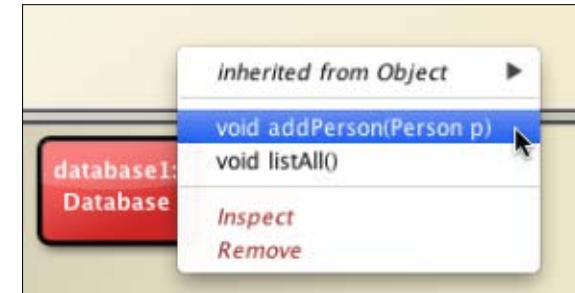 inherited from Object
void addPerson(Person p)
void listAll()
Inspect
Remove
database1:
Database